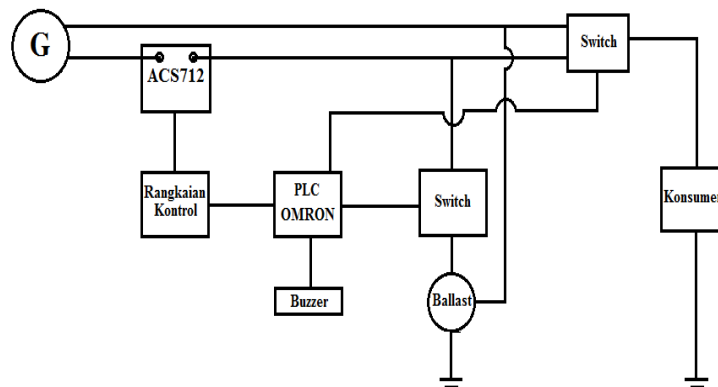 G
ACS712
Switch
Rangkaian
Kontrol
PLC
OMRON
Switch
Konsumen
Buzzer
Ballast